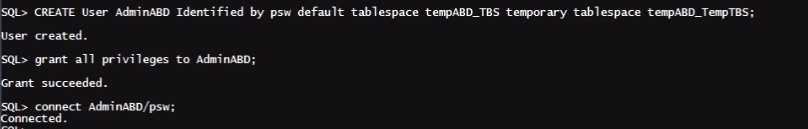 SQL> CREATE User AdminABD Identified by psw default tablespace tempABD_TBS temporary tablespace tempABD_TempTBS;
User created.
SQL> grant all privileges to AdminABD;
Grant succeeded.
SQL> connect AdminABD/psw;
Connected.
SQL>